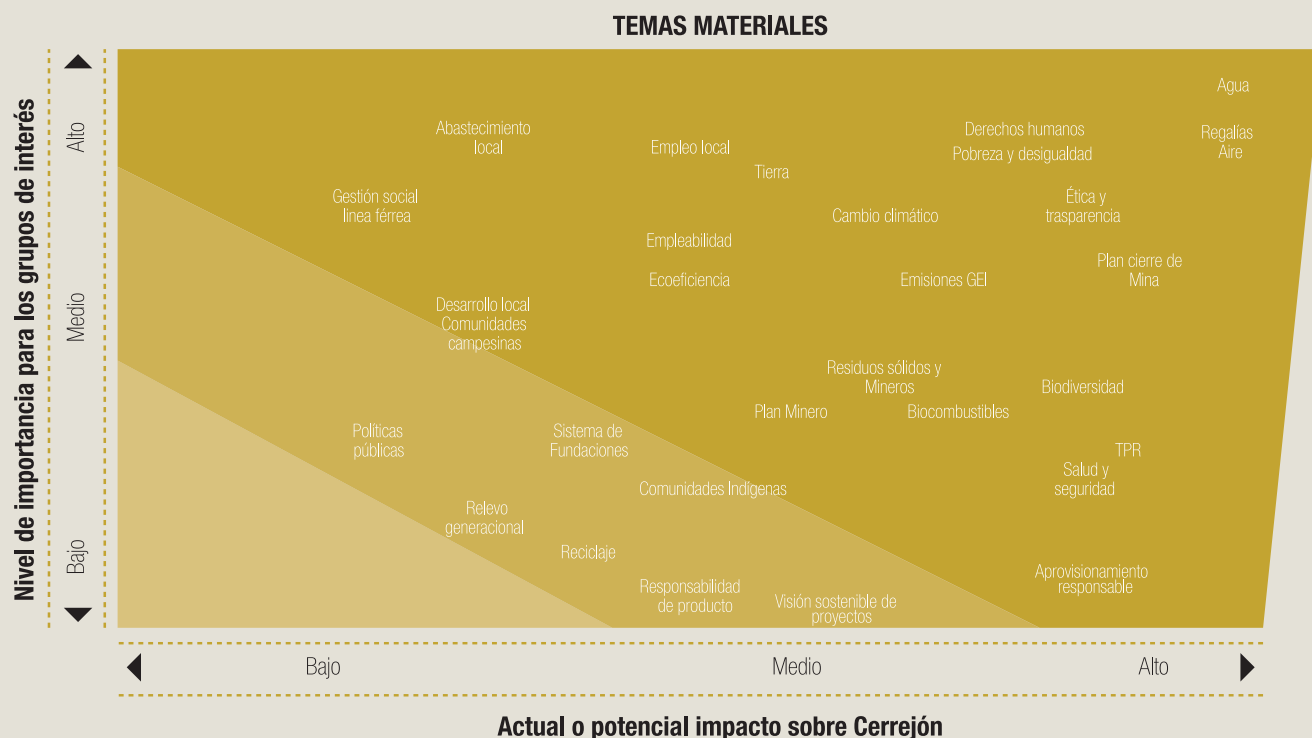 TEMAS MATERIALES
Nivel de importancia para los grupos de interés
Alto
Medio
Bajo
Agua
Abastecimiento
local
Empleo local
Derechos humanos
Pobreza y desigualdad
Regalías
Aire
Tierra
Gestión social
linea férrea
Cambio climático
Ética y
trasparencia
Empleabilidad
Ecoeficiencia
Emisiones GEI
Plan cierre de
Mina
Desarrollo local
Comunidades
campesinas
Residuos sólidos y
Mineros
Biodiversidad
Plan Minero
Biocombustibles
Políticas
públicas
Sistema de
Fundaciones
TPR
Salud y
seguridad
Comunidades Indígenas
Relevo
generacional
Reciclaje
Responsabilidad
de producto
Visión sostenible de
proyectos
Aprovisionamiento
responsable
Bajo
Medio
Alto
Actual o potencial impacto sobre Cerrejón